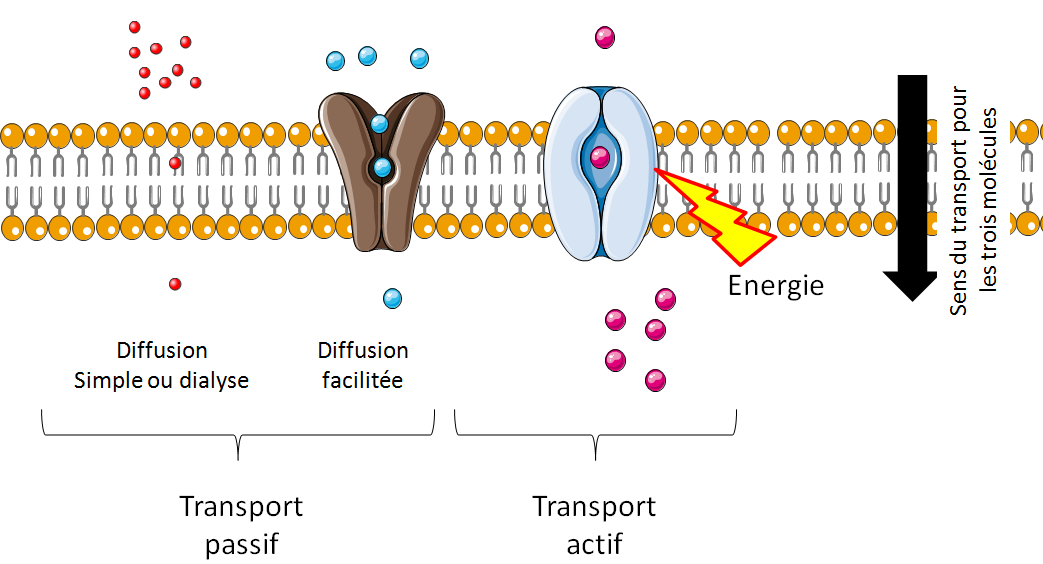 Sens du transport pour
les trois molécules
Energie
Diffusion
Simple ou dialyse
Diffusion
facilitée
Transport
passif
Transport
actif